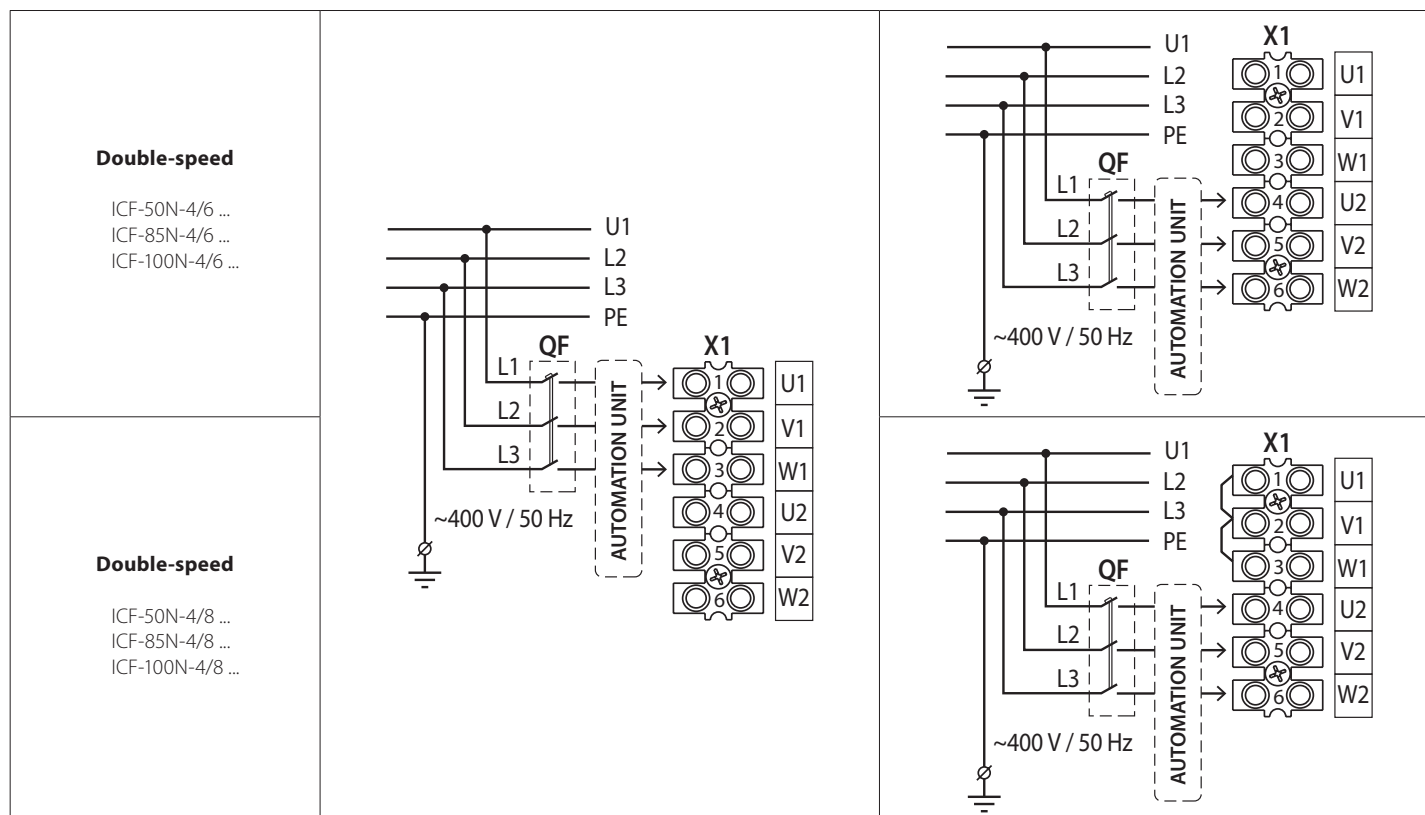 Double-speed
ICF-50N-4/6 ...
ICF-85N-4/6 ...
ICF-100N-4/6 ...
Double-speed
ICF-50N-4/8 ...
ICF-85N-4/8 ...
ICF-100N-4/8 ...
U1
L2
L3
PE
QF
X1
L1
L2
L3
~400 V / 50 Hz
AUTOMATION UNIT
1 U1
2 V1
3 W1
4 U2
5 V2
6 W2
U1
L2
L3
PE
QF
X1
L1
L2
L3
~400 V / 50 Hz
AUTOMATION UNIT
1 U1
2 V1
3 W1
4 U2
5 V2
6 W2
U1
L2
L3
PE
QF
X1
L1
L2
L3
~400 V / 50 Hz
AUTOMATION UNIT
1 U1
2 V1
3 W1
4 U2
5 V2
6 W2